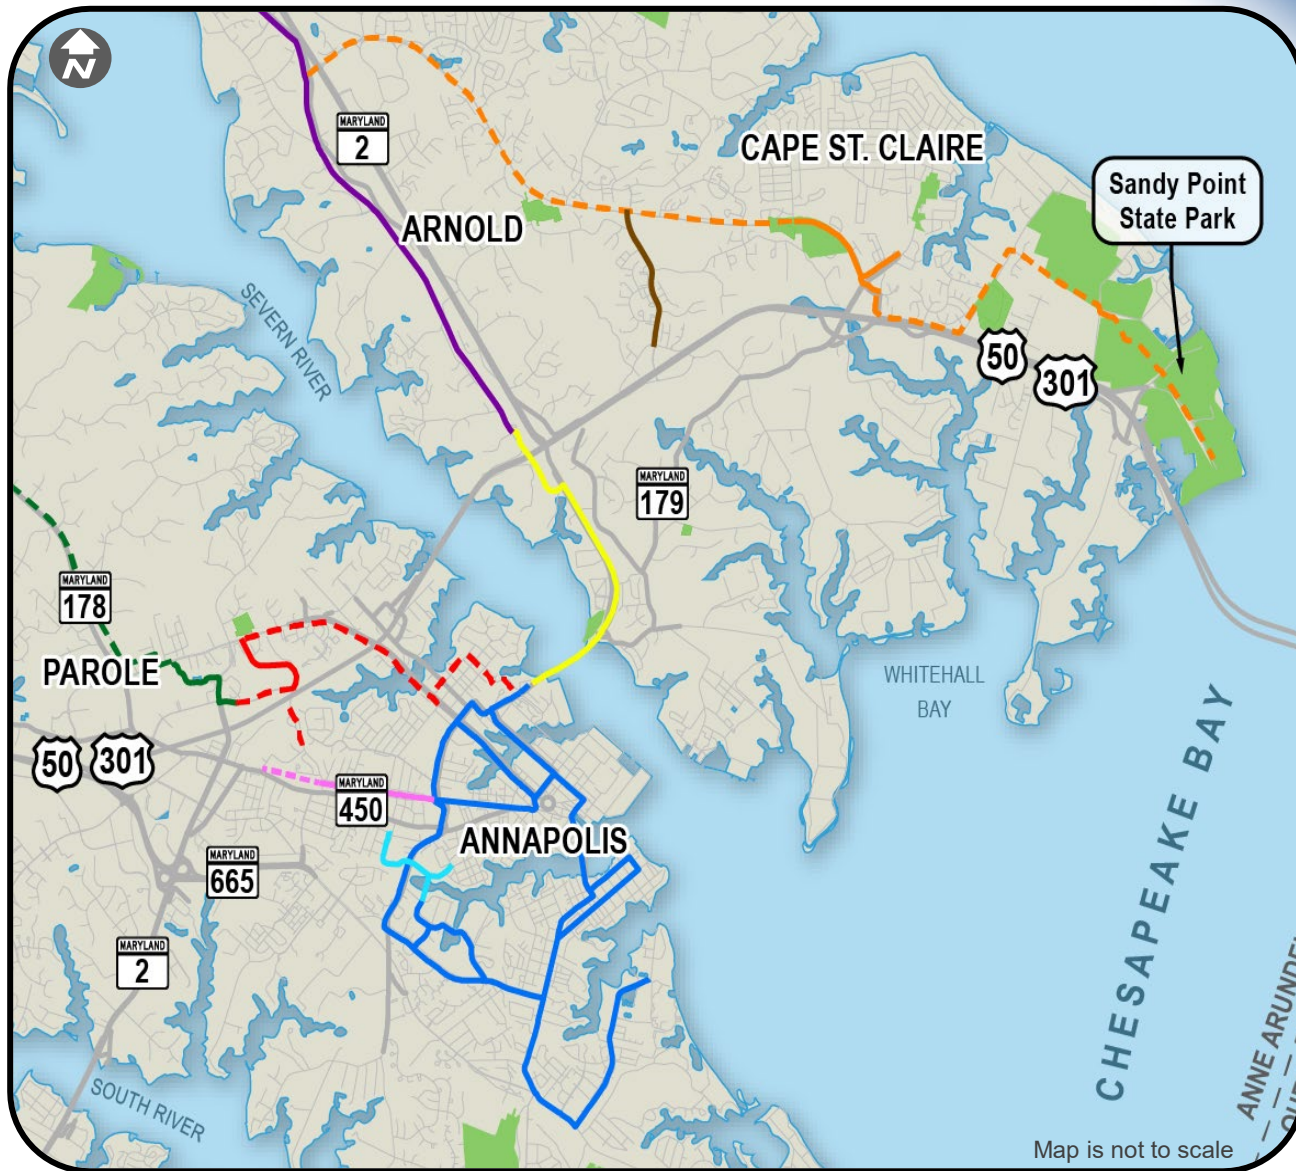 N
MARYLAND
2
CAPE ST. CLAIRE
Sandy Point
State Park
ARNOLD
SEVERN RIVER
50
301
MARYLAND
179
MARYLAND
178
PAROLE
WHITEHALL
BAY
50
301
MARYLAND
450
ANNAPOLIS
MARYLAND
665
MARYLAND
2
CHESAPEAKE BAY
SOUTH RIVER
Map is not to scale